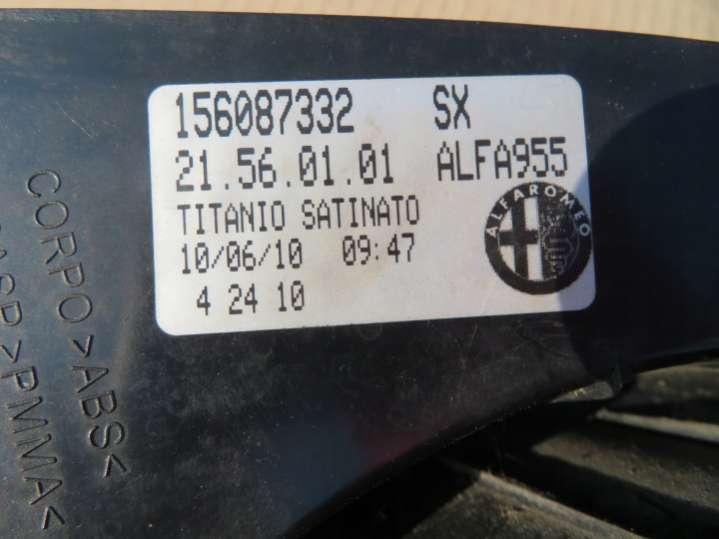 156087332 SX
21.56.01.01 ALFA955
TITANIO SATINATO
10/06/10 09:47
4 24 10
ALFA ROMEO
CORPO >ABS<
>PMMA<